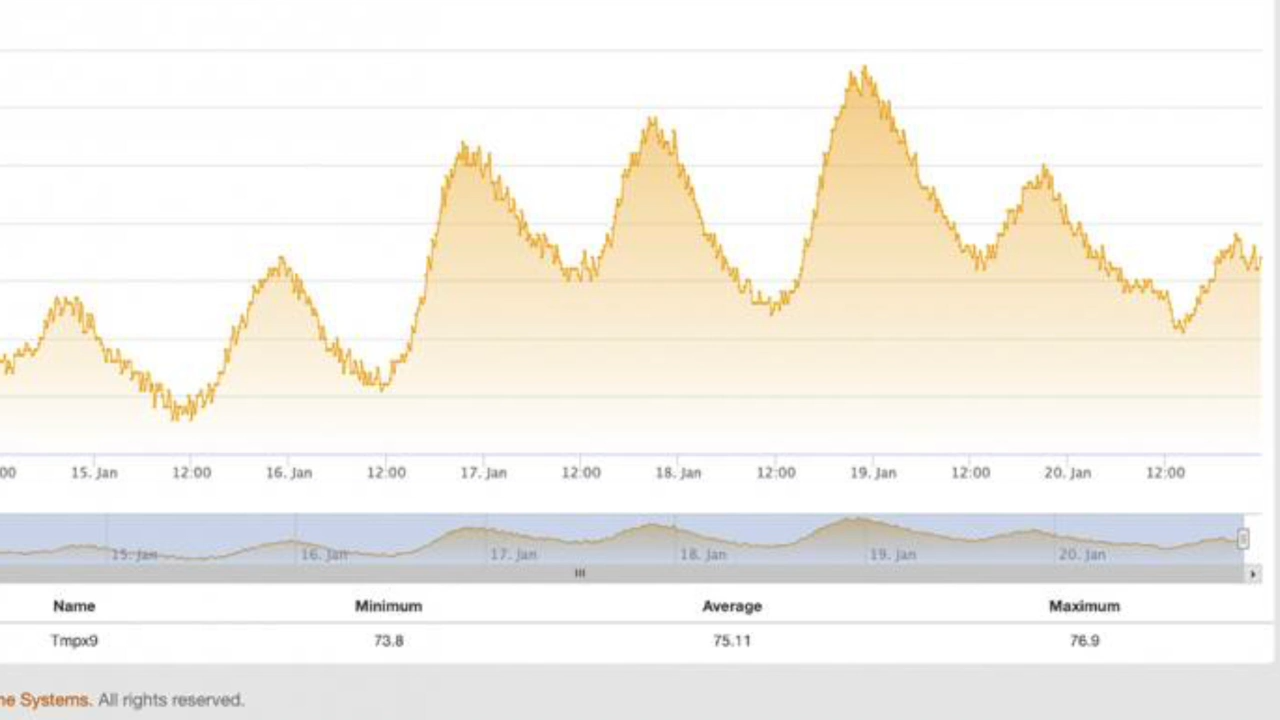 00 15. Jan 12:00 16. Jan 12:00 17. Jan 12:00 18. Jan 12:00 19. Jan 12:00 20. Jan 12:00
15. Jan 16. Jan 17. Jan 18. Jan 19. Jan 20. Jan
Name Minimum Average Maximum
Tmpx9 73.8 75.11 76.9
ne Systems. All rights reserved.